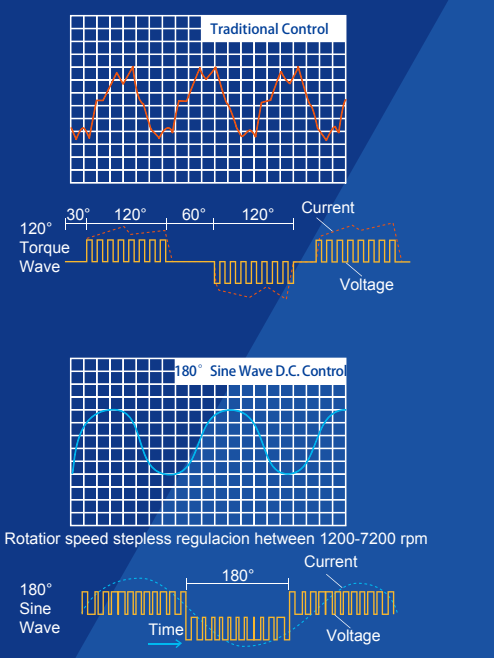 Traditional Control
30° 120° 60° 120°
Current
120°
Torque
Wave
Voltage
180° Sine Wave D.C. Control
Rotatior speed stepless regulacion hetween 1200-7200 rpm
Current
180°
180°
Sine
Wave
Time
Voltage